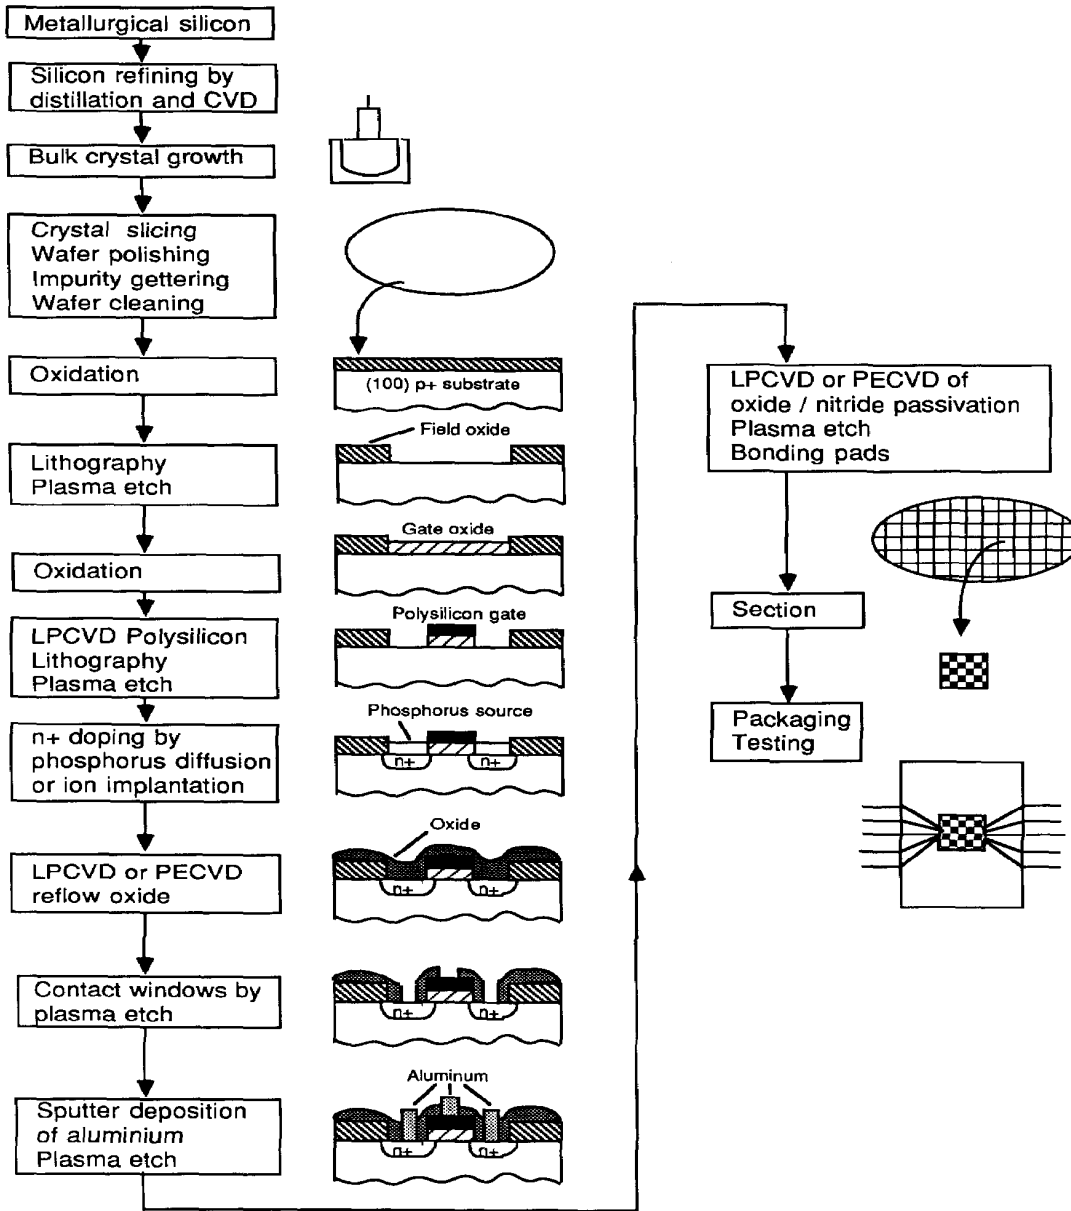 Metallurgical silicon
Silicon refining by
distillation and CVD
Bulk crystal growth
Crystal slicing
Wafer polishing
Impurity gettering
Wafer cleaning
Oxidation
(100) p+ substrate
Field oxide
Lithography
Plasma etch
Gate oxide
Oxidation
Polysilicon gate
LPCVD Polysilicon
Lithography
Plasma etch
Phosphorus source
n+ doping by
phosphorus diffusion
or ion implantation
n+ n+
Oxide
LPCVD or PECVD
reflow oxide
n+ n+
Contact windows by
plasma etch
n+ n+
Aluminum
Sputter deposition
of aluminium
Plasma etch
n+ n+
LPCVD or PECVD of
oxide / nitride passivation
Plasma etch
Bonding pads
Section
Packaging
Testing